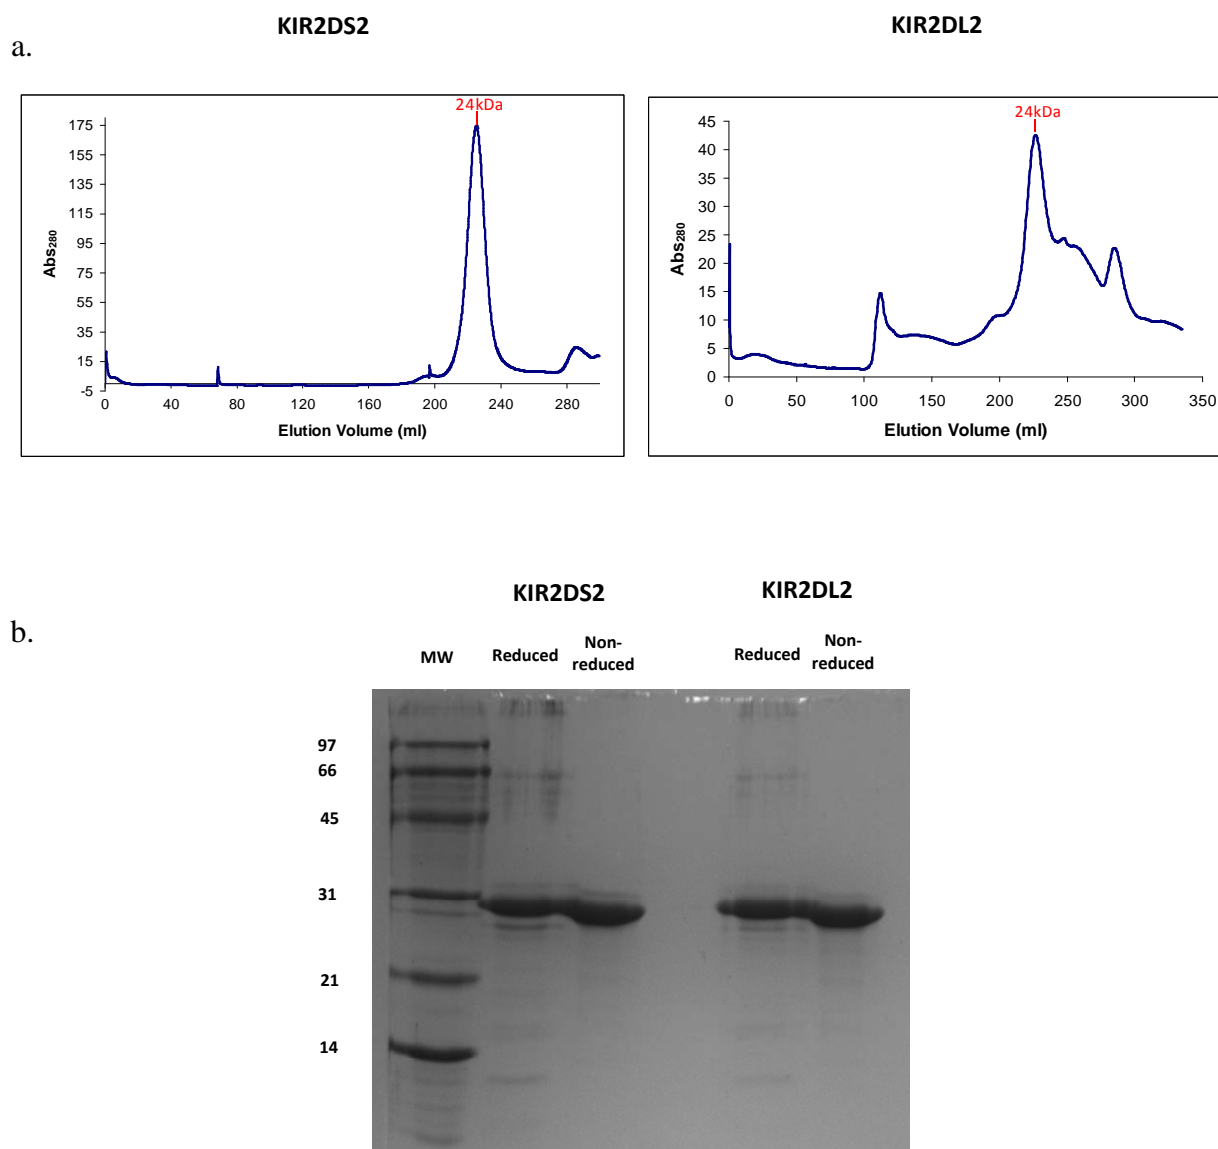 KIR2DS2
KIR2DL2
a.
24kDa
175
155
135
115
95
75
55
35
15
-5
Abs280
0 40 80 120 160 200 240 280
Elution Volume (ml)
24kDa
45
40
35
30
25
20
15
10
5
0
Abs280
0 50 100 150 200 250 300 350
Elution Volume (ml)
KIR2DS2
KIR2DL2
b.
MW
Reduced
Non-
reduced
Reduced
Non-
reduced
97
66
45
31
21
14